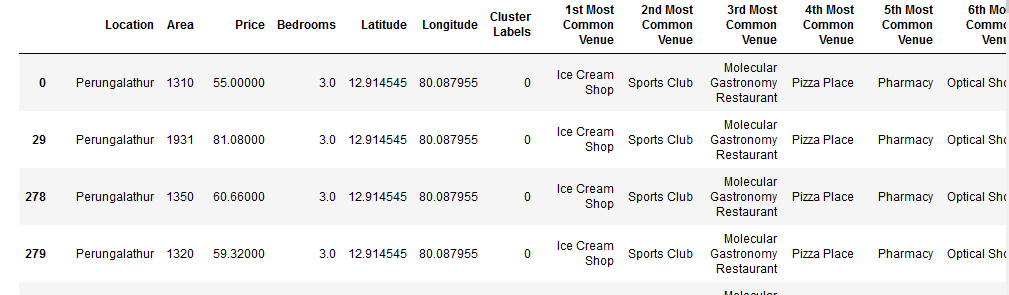 Location Area Price Bedrooms Latitude Longitude Cluster Labels 1st Most Common Venue 2nd Most Common Venue 3rd Most Common Venue 4th Most Common Venue 5th Most Common Venue 6th
0 Perungalathur 1310 55.00000 3.0 12.914545 80.087955 0 Ice Cream Shop Sports Club Molecular Gastronomy Restaurant Pizza Place Pharmacy Optical
29 Perungalathur 1931 81.08000 3.0 12.914545 80.087955 0 Ice Cream Shop Sports Club Molecular Gastronomy Restaurant Pizza Place Pharmacy Optical
278 Perungalathur 1350 60.66000 3.0 12.914545 80.087955 0 Ice Cream Shop Sports Club Molecular Gastronomy Restaurant Pizza Place Pharmacy Optical
279 Perungalathur 1320 59.32000 3.0 12.914545 80.087955 0 Ice Cream Shop Sports Club Molecular Gastronomy Restaurant Pizza Place Pharmacy Optical